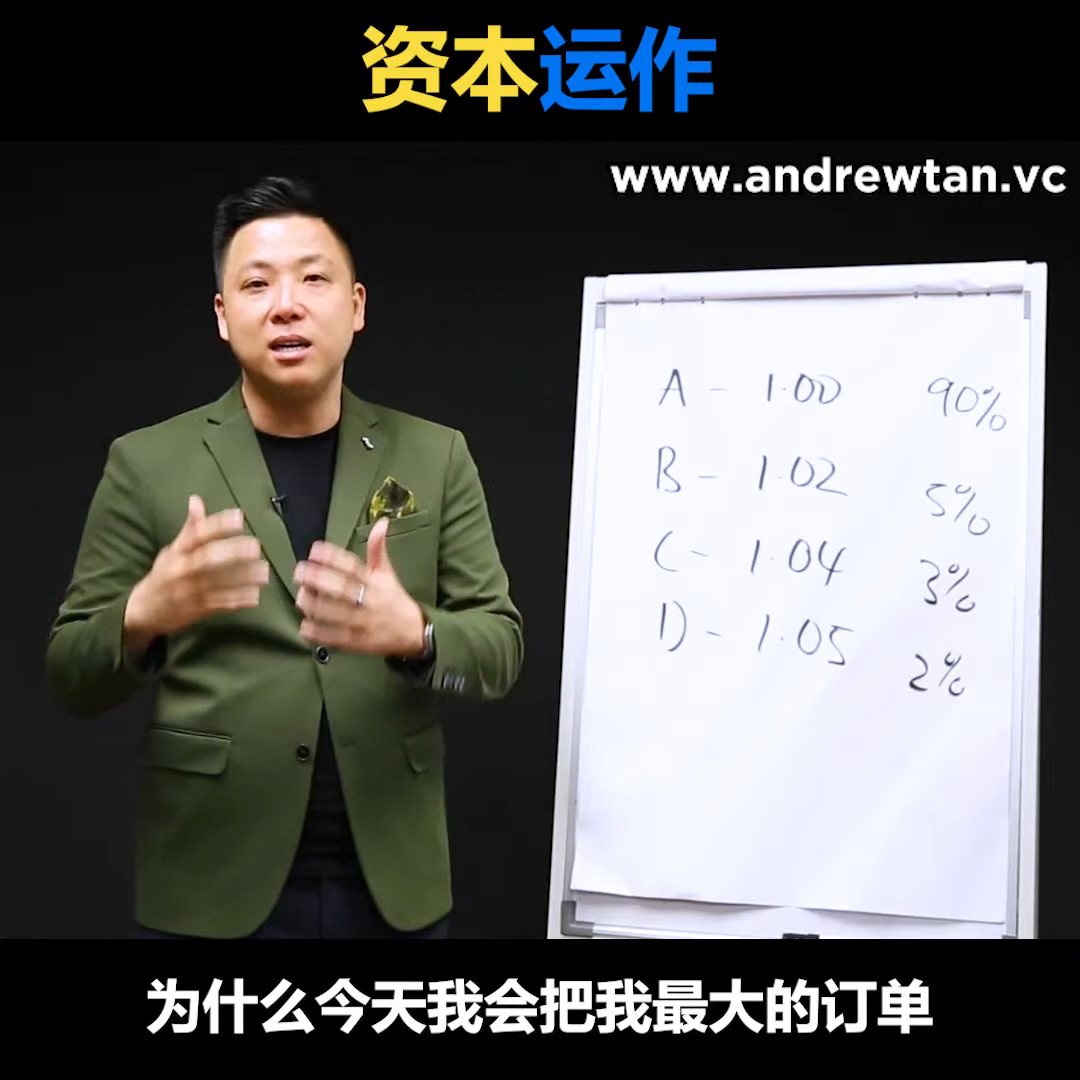 资本运作
www.andrewtan.vc
A - 1.00 90%
B - 1.02 5%
C - 1.04 3%
D - 1.05 2%
为什么今天我会把我最大的订单